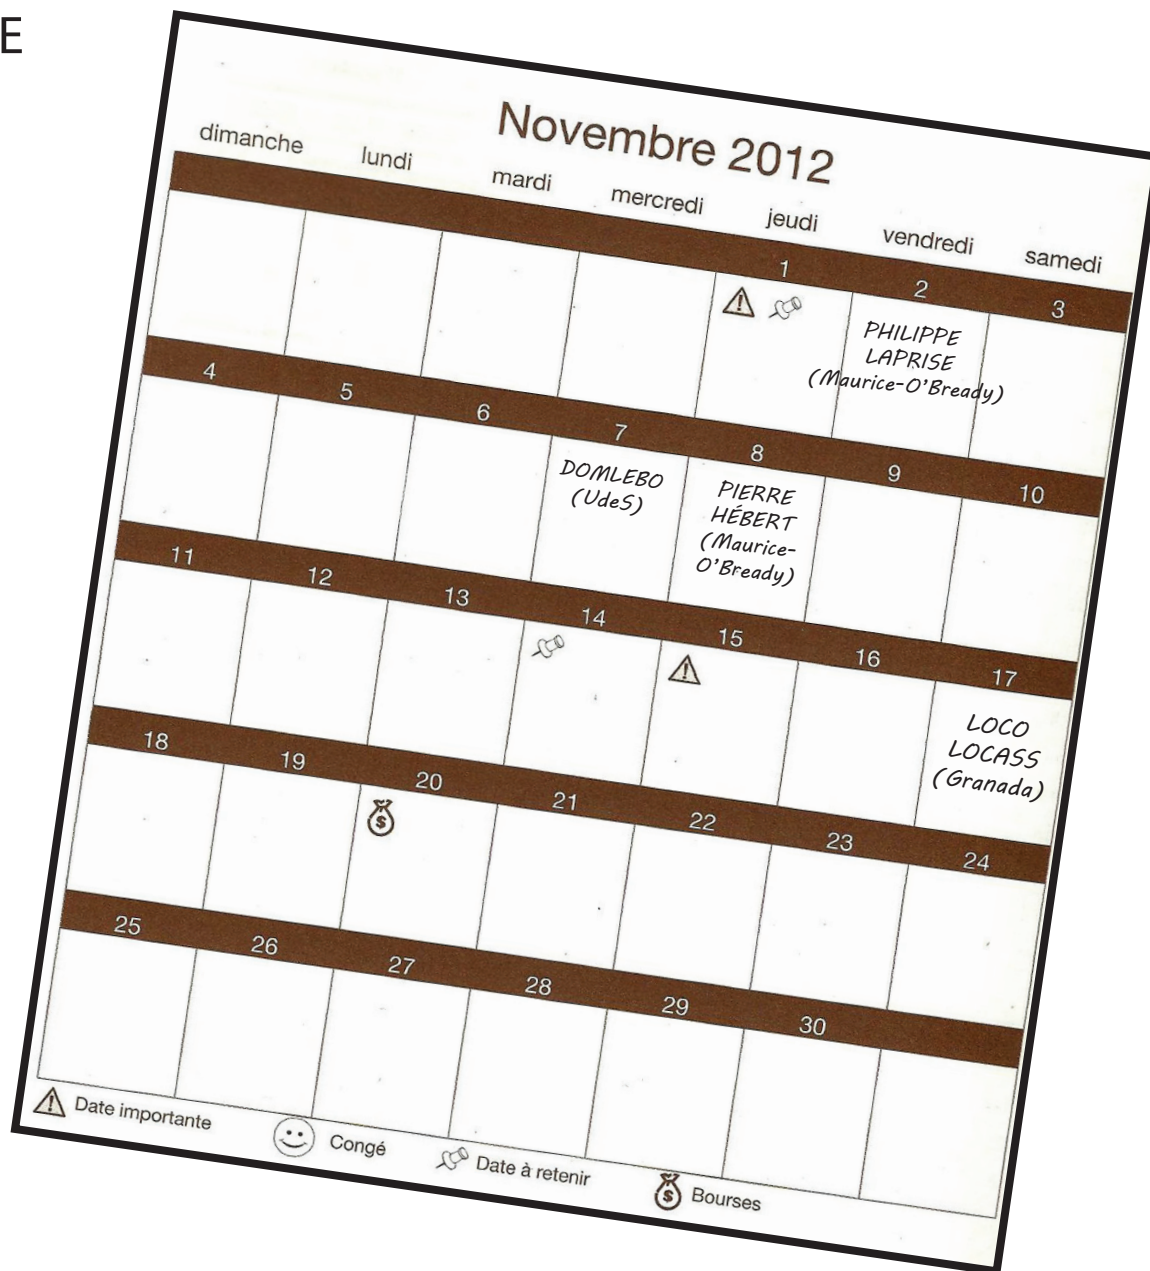 E
Novembre 2012
dimanche lundi mardi mercredi jeudi vendredi samedi
1 2 3
PHILIPPE
LAPRISE
(Maurice-O'Bready)
4 5 6 7 8 9 10
DOMLEBO
(UdeS)
PIERRE
HÉBERT
(Maurice-
O'Bready)
11 12 13 14 15 16 17
LOCO
LOCASS
(Granada)
18 19 20 21 22 23 24
$
25 26 27 28 29 30
Date importante Congé Date à retenir $ Bourses